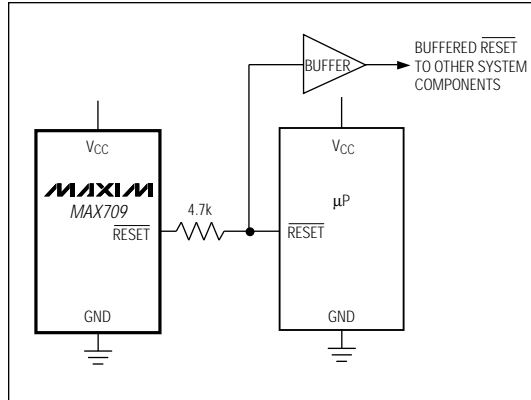 BUFFERED RESET
TO OTHER SYSTEM
COMPONENTS
BUFFER
VCC
MAXIM
MAX709
RESET
GND
4.7k
VCC
μP
RESET
GND